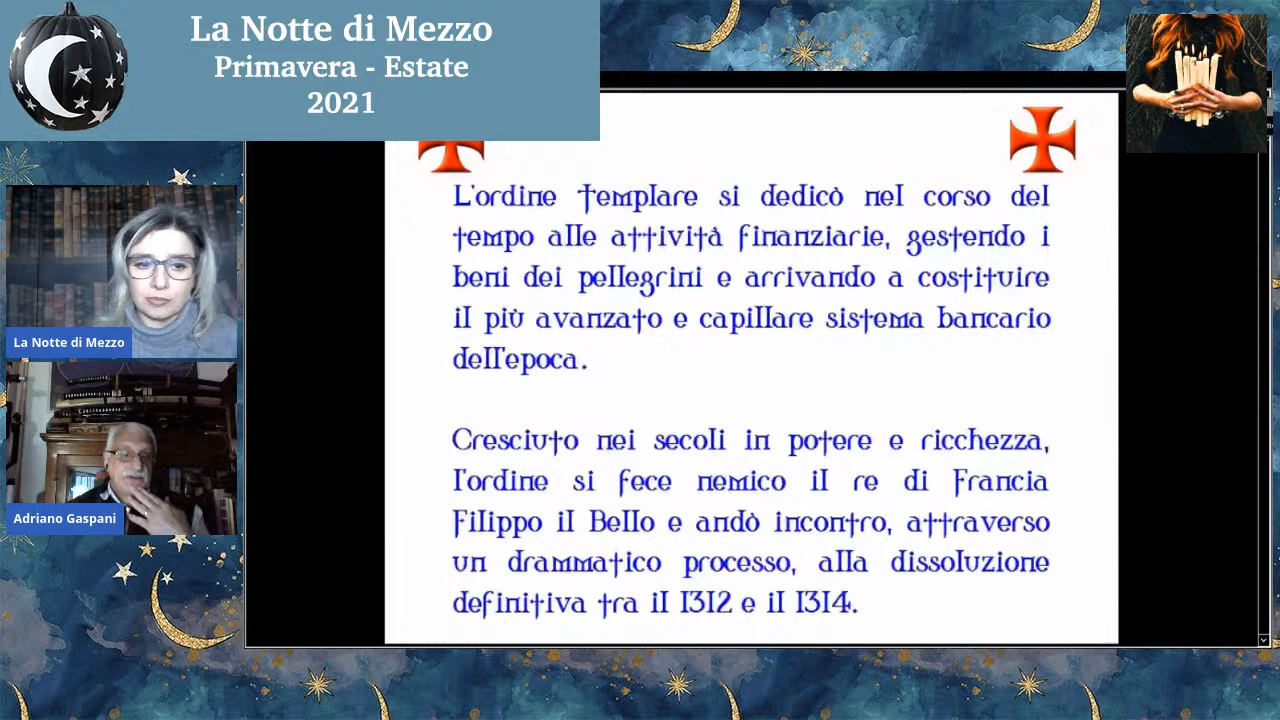 La Notte di Mezzo
Primavera - Estate
2021
L'ordine Templare si dedicò nel corso del
tempo alle attività finanziarie, gestendo i
beni dei pellegrini e arrivando a costituire
il più avanzato e capillare sistema bancario
dell'epoca.
Cresciuto nei secoli in potere e ricchezza,
l'ordine si fece nemico il re di Francia
Filippo il Bello e andò incontro, attraverso
un drammatico processo, alla dissoluzione
definitiva tra il 1312 e il 1314.
La Notte di Mezzo
Adriano Gaspani